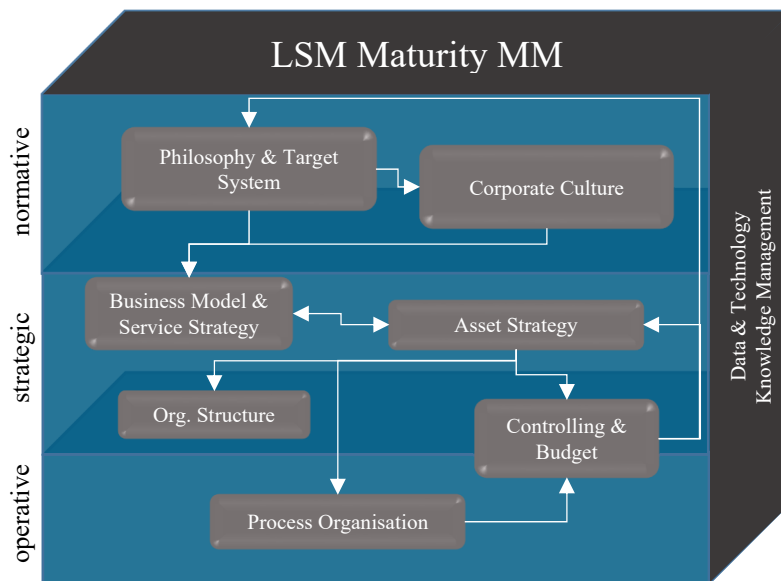 LSM Maturity MM
normative
Philosophy & Target
System
Corporate Culture
strategic
Business Model &
Service Strategy
Asset Strategy
Org. Structure
Controlling &
Budget
operative
Process Organisation
Data & Technology
Knowledge Management